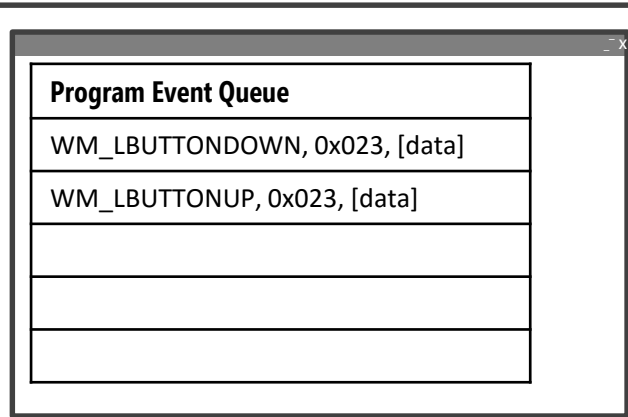 _ ‾ x
Program Event Queue
WM_LBUTTONDOWN, 0x023, [data]
WM_LBUTTONUP, 0x023, [data]